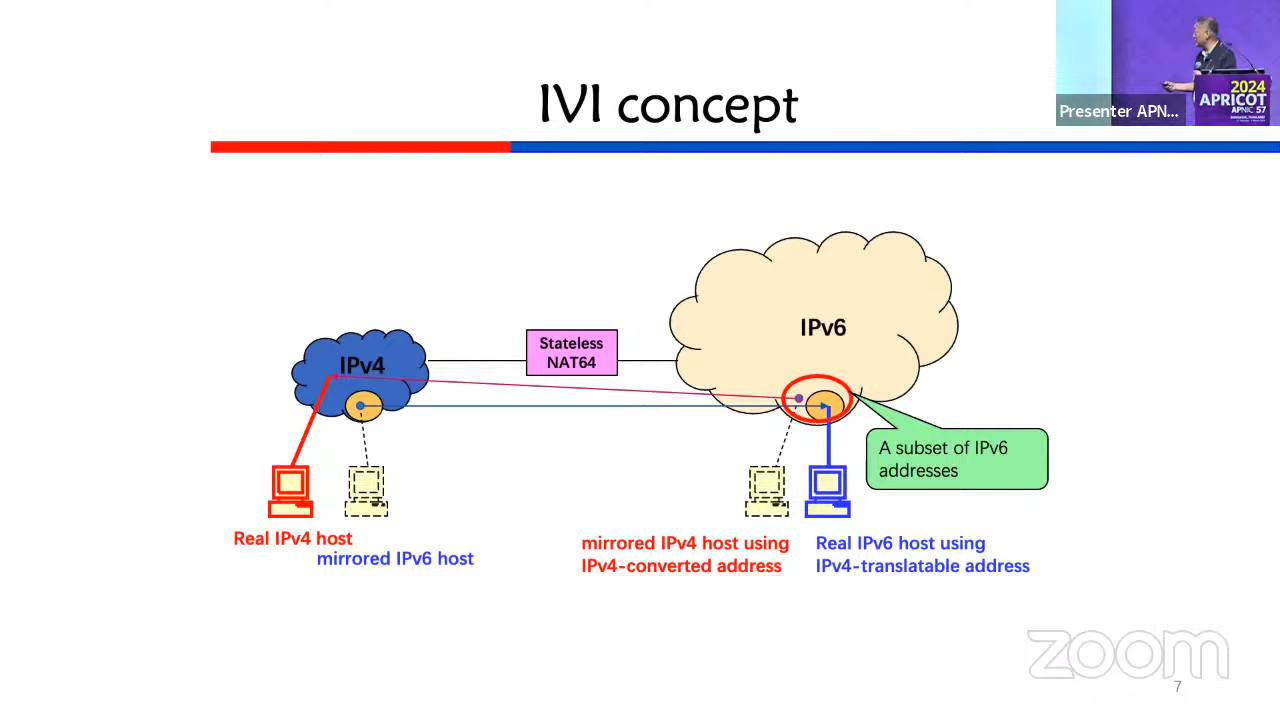 IVI concept
2024
APRICOT
APNIC 57
Presenter APN...
IPv6
Stateless
NAT64
IPv4
A subset of IPv6
addresses
Real IPv4 host
mirrored IPv6 host
mirrored IPv4 host using
IPv4-converted address
Real IPv6 host using
IPv4-translatable address
zoom
7